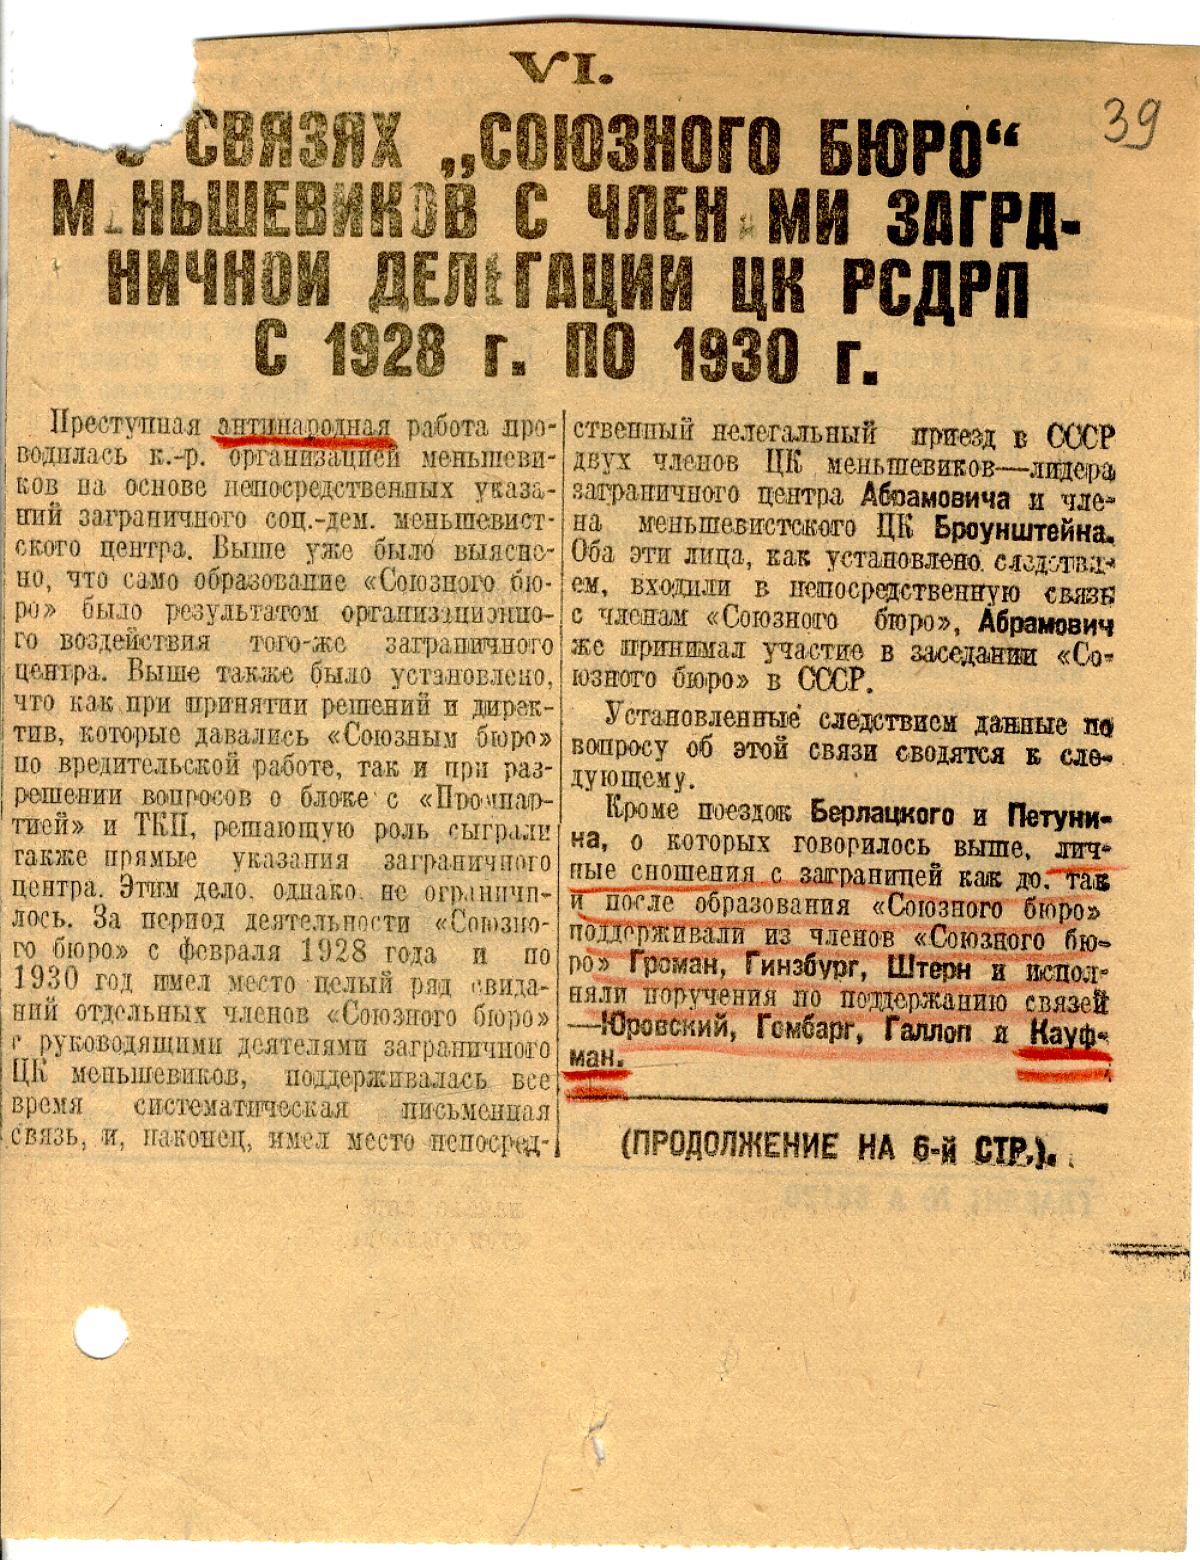 VI.
39
О СВЯЗЯХ „СОЮЗНОГО БЮРО“
МЕНЬШЕВИКОВ С ЧЛЕНАМИ ЗАГРА-
НИЧНОЙ ДЕЛЕГАЦИИ ЦК РСДРП
С 1928 г. ПО 1930 г.
Преступная антинародная работа про-
водилась к.-р. организацией меньшеви-
ков на основе непосредственных указа-
ний заграничного соц.-дем. меньшевист-
ского центра. Выше уже было выясне-
но, что само образование «Союзного бю-
ро» было результатом организационно-
го воздействия того-же заграничного
центра. Выше также было установлено,
что как при принятии решений и дирек-
тив, которые давались «Союзным бюро»
по вредительской работе, так и при раз-
решении вопросов о блоке с «Промпар-
тией» и ТКП, решающую роль сыграли
также прямые указания заграничного
центра. Этим дело, однако, не ограничи-
лось. За период деятельности «Союзно-
го бюро» с февраля 1928 года и по
1930 год имел место целый ряд свида-
ний отдельных членов «Союзного бюро»
с руководящими деятелями заграничного
ЦК меньшевиков, поддерживалась все
время систематическая письменная
связь, и, наконец, имел место непосред-
ственный нелегальный приезд в СССР
двух членов ЦК меньшевиков—лидера
заграничного центра Абрамовича и чле-
на меньшевистского ЦК Броунштейна.
Оба эти лица, как установлено следстви-
ем, входили в непосредственную связь
с членам «Союзного бюро», Абрамович
же принимал участие в заседании «Со-
юзного бюро» в СССР.
Установленные следствием данные по
вопросу об этой связи сводятся к сле-
дующему.
Кроме поездок Берлацкого и Петуни-
на, о которых говорилось выше, лич-
ные сношения с заграницей как до, так
и после образования «Союзного бюро»
поддерживали из членов «Союзного бю-
ро» Громан, Гинзбург, Штерн и испол-
няли поручения по поддержанию связей
—Юровский, Гомбарг, Галлоп и Кауф-
ман.
(ПРОДОЛЖЕНИЕ НА 6-й СТР.).